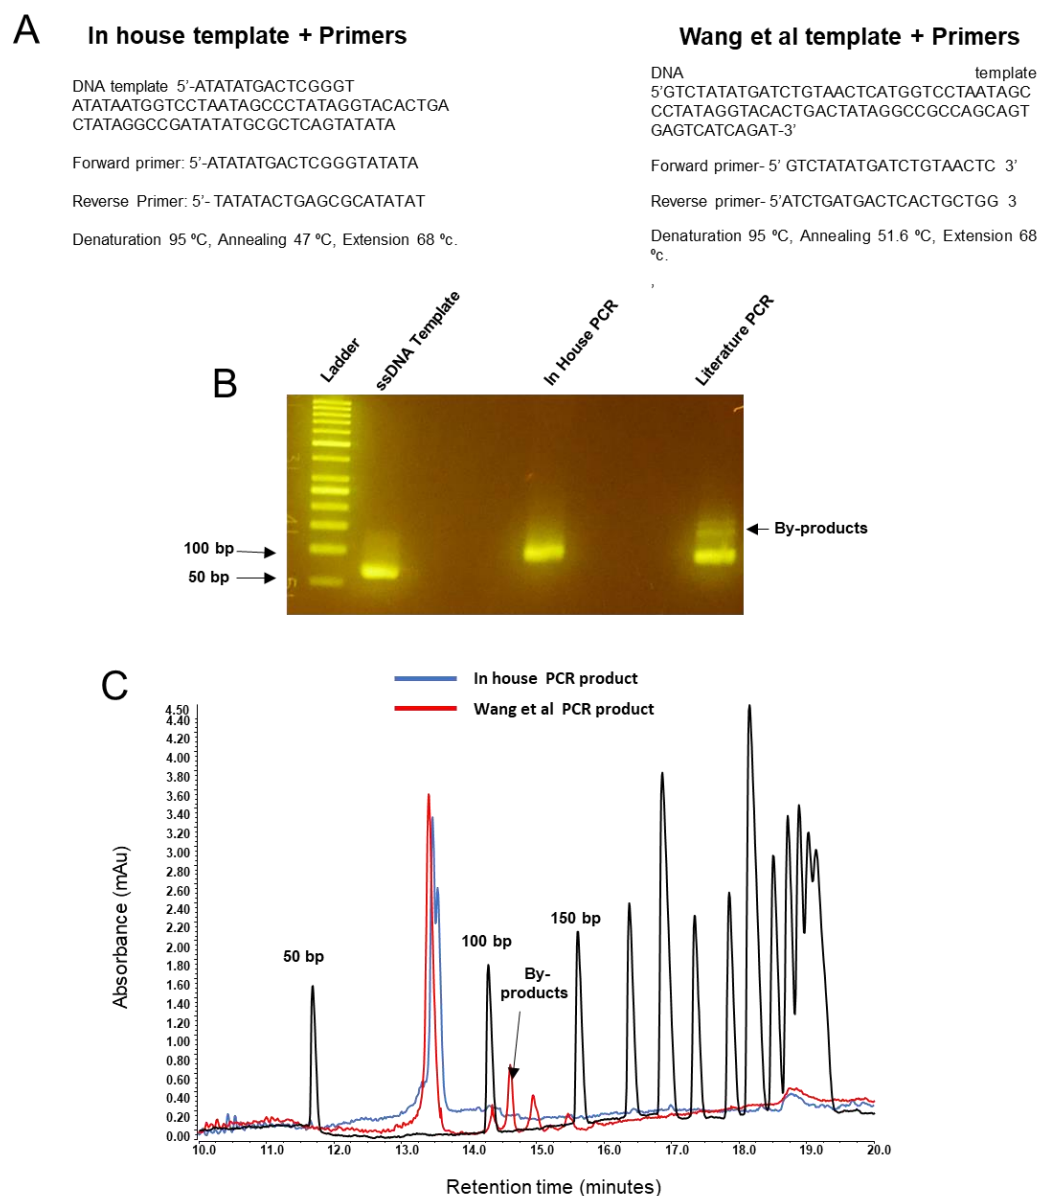 A
In house template + Primers
DNA template 5’-ATATATGACTCGGGT
ATATAATGGTCCTAATAGCCCTATAGGTACACTGA
CTATAGGCCGATATATGCGCTCAGTATATA
Forward primer: 5’-ATATATGACTCGGGTATATA
Reverse Primer: 5’- TATATACTGAGCGCATATAT
Denaturation 95 ºC, Annealing 47 ºC, Extension 68 ºc.
Wang et al template + Primers
DNA template
5’GTCTATATGATCTGTAACTCATGGTCCTAATAGC
CCTATAGGTACACTGACTATAGGCCGCCAGCAGT
GAGTCATCAGAT-3’
Forward primer- 5’ GTCTATATGATCTGTAACTC 3’
Reverse primer- 5’ATCTGATGACTCACTGCTGG 3
Denaturation 95 ºC, Annealing 51.6 ºC, Extension 68
ºc.
,
B
Ladder
ssDNA Template
In House PCR
Literature PCR
100 bp
50 bp
By-products
C
In house PCR product
Wang et al PCR product
Absorbance (mAu)
4.50
4.40
4.20
4.00
3.80
3.60
3.40
3.20
3.00
2.80
2.60
2.40
2.20
2.00
1.80
1.60
1.40
1.20
1.00
0.80
0.60
0.40
0.20
0.00
50 bp
100 bp
150 bp
By-
products
10.0 11.0 12.0 13.0 14.0 15.0 16.0 17.0 18.0 19.0 20.0
Retention time (minutes)